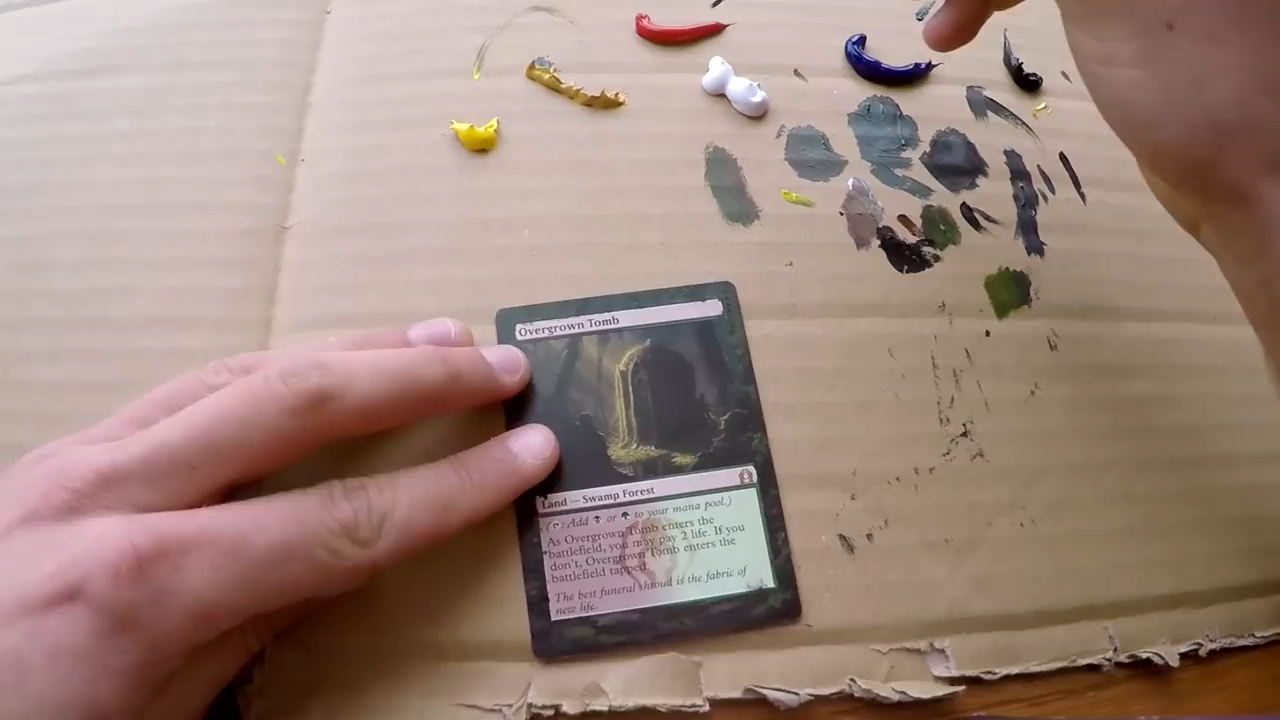 Overgrown Tomb
Land — Swamp Forest
( : Add or to your mana pool.)
As Overgrown Tomb enters the
battlefield, you may pay 2 life. If you
don't, Overgrown Tomb enters the
battlefield tapped.
The best funeral shroud is the fabric of
new life.